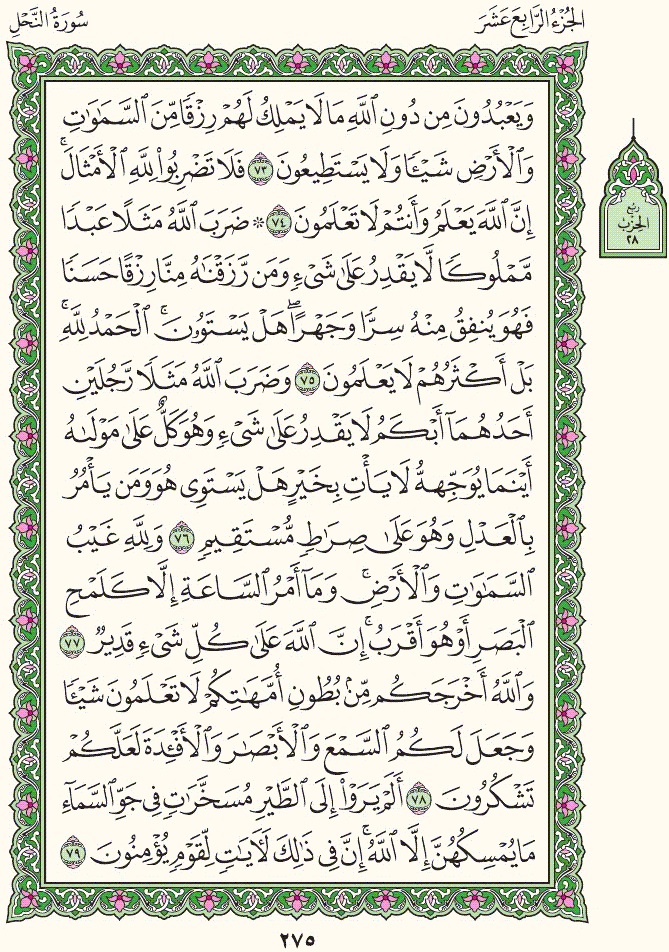 الجُزْءُ الرَّابِعَ عَشَرَ
سُورَةُ النَّحْلِ
وَيَعْبُدُونَ مِن دُونِ ٱللَّهِ مَا لَا يَمْلِكُ لَهُمْ رِزْقًا مِّنَ ٱلسَّمَٰوَٰتِ
وَٱلْأَرْضِ شَيْـًٔا وَلَا يَسْتَطِيعُونَ ٧٣ فَلَا تَضْرِبُوا۟ لِلَّهِ ٱلْأَمْثَالَ ۚ
إِنَّ ٱللَّهَ يَعْلَمُ وَأَنتُمْ لَا تَعْلَمُونَ ٧٤ * ضَرَبَ ٱللَّهُ مَثَلًا عَبْدًا
مَّمْلُوكًا لَّا يَقْدِرُ عَلَىٰ شَىْءٍ وَمَن رَّزَقْنَٰهُ مِنَّا رِزْقًا حَسَنًا
فَهُوَ يُنفِقُ مِنْهُ سِرًّا وَجَهْرًا ۖ هَلْ يَسْتَوُۥنَ ۚ ٱلْحَمْدُ لِلَّهِ ۚ
بَلْ أَكْثَرُهُمْ لَا يَعْلَمُونَ ٧٥ وَضَرَبَ ٱللَّهُ مَثَلًا رَّجُلَيْنِ
أَحَدُهُمَآ أَبْكَمُ لَا يَقْدِرُ عَلَىٰ شَىْءٍ وَهُوَ كَلٌّ عَلَىٰ مَوْلَىٰهُ
أَيْنَمَا يُوَجِّههُّ لَا يَأْتِ بِخَيْرٍ هَلْ يَسْتَوِى هُوَ وَمَن يَأْمُرُ
بِٱلْعَدْلِ وَهُوَ عَلَىٰ صِرَٰطٍ مُّسْتَقِيمٍ ٧٦ وَلِلَّهِ غَيْبُ
ٱلسَّمَٰوَٰتِ وَٱلْأَرْضِ ۚ وَمَآ أَمْرُ ٱلسَّاعَةِ إِلَّا كَلَمْحِ
ٱلْبَصَرِ أَوْ هُوَ أَقْرَبُ ۚ إِنَّ ٱللَّهَ عَلَىٰ كُلِّ شَىْءٍ قَدِيرٌ ٧٧
وَٱللَّهُ أَخْرَجَكُم مِّنۢ بُطُونِ أُمَّهَٰتِكُمْ لَا تَعْلَمُونَ شَيْـًٔا
وَجَعَلَ لَكُمُ ٱلسَّمْعَ وَٱلْأَبْصَٰرَ وَٱلْأَفْـِٔدَةَ لَعَلَّكُمْ
تَشْكُرُونَ ٧٨ أَلَمْ يَرَوْا۟ إِلَى ٱلطَّيْرِ مُسَخَّرَٰتٍ فِى جَوِّ ٱلسَّمَآءِ
مَا يُمْسِكُهُنَّ إِلَّا ٱللَّهُ ۚ إِنَّ فِى ذَٰلِكَ لَءَايَٰتٍ لِّقَوْمٍ يُؤْمِنُونَ ٧٩
رُبْع
الحِزْب
٢٨
٢٧٥